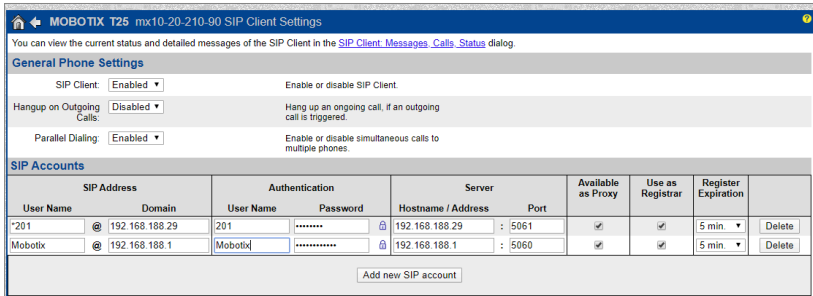 MOBOTIX T25 mx10-20-210-90 SIP Client Settings ?
You can view the current status and detailed messages of the SIP Client in the SIP Client: Messages, Calls, Status dialog.
General Phone Settings
SIP Client: Enabled ▼ Enable or disable SIP Client.
Hangup on Outgoing Disabled ▼ Hang up an ongoing call, if an outgoing
Calls: call is triggered.
Parallel Dialing: Enabled ▼ Enable or disable simultaneous calls to
multiple phones.
SIP Accounts
SIP Address Authentication Server Available Use as Register
as Proxy Registrar Expiration
User Name Domain User Name Password Hostname / Address Port
*201 @ 192.168.188.29 201 •••••••• 192.168.188.29 : 5061 5 min. ▼ Delete
Mobotix @ 192.168.188.1 Mobotix •••••••••••• 192.168.188.1 : 5060 5 min. ▼ Delete
Add new SIP account